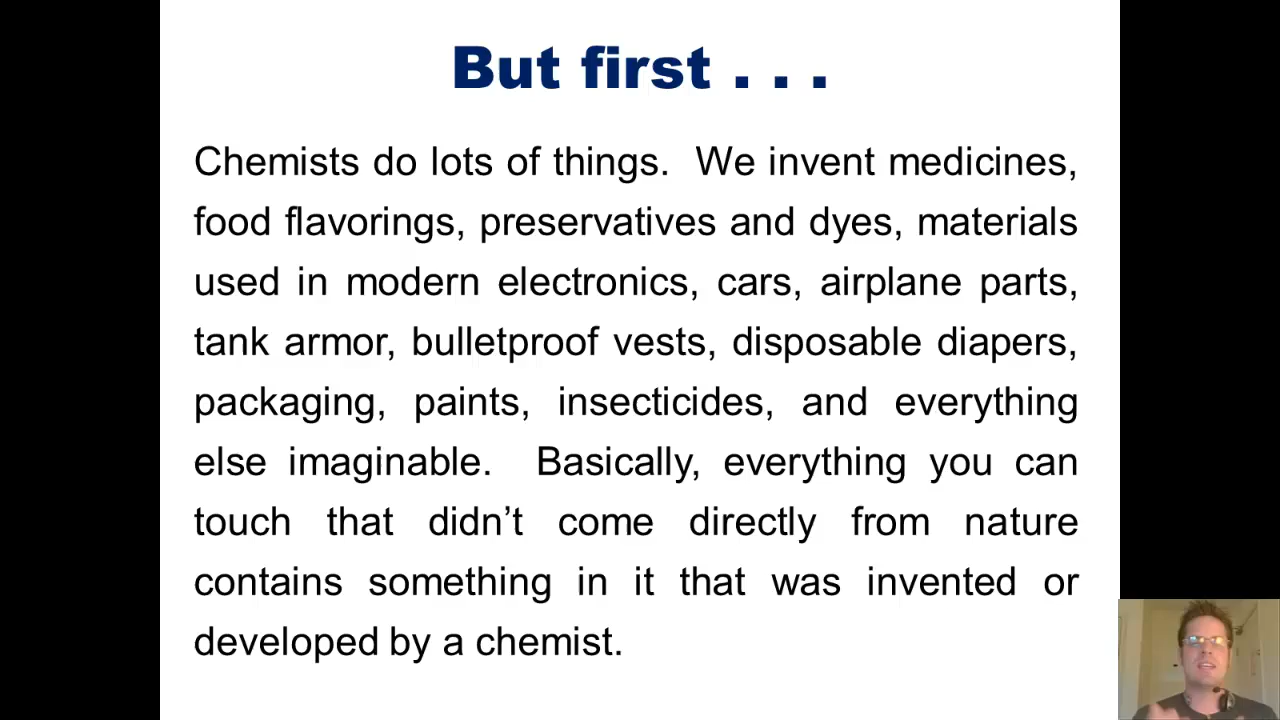 But first . . .
Chemists do lots of things.  We invent medicines,
food flavorings, preservatives and dyes, materials
used in modern electronics, cars, airplane parts,
tank armor, bulletproof vests, disposable diapers,
packaging, paints, insecticides, and everything
else imaginable.  Basically, everything you can
touch that didn’t come directly from nature
contains something in it that was invented or
developed by a chemist.